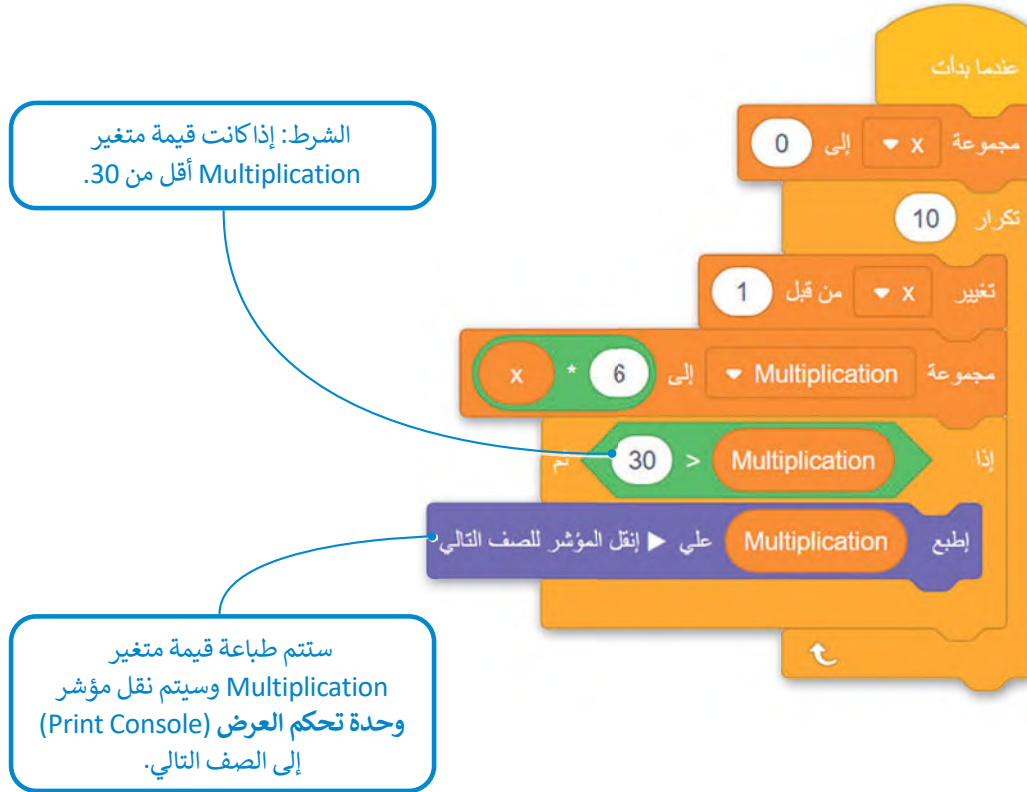 عندما بدأت
مجموعة x إلى 0
تكرار 10
تغيير x من قبل 1
مجموعة Multiplication إلى 6 * x
إذا Multiplication > 30 ثم
إطبع Multiplication علي ◀ إنقل المؤشر للصف التالي
الشرط: إذا كانت قيمة متغير
Multiplication أقل من 30.
ستتم طباعة قيمة متغير
Multiplication وسيتم نقل مؤشر
وحدة تحكم العرض (Print Console)
إلى الصف التالي.